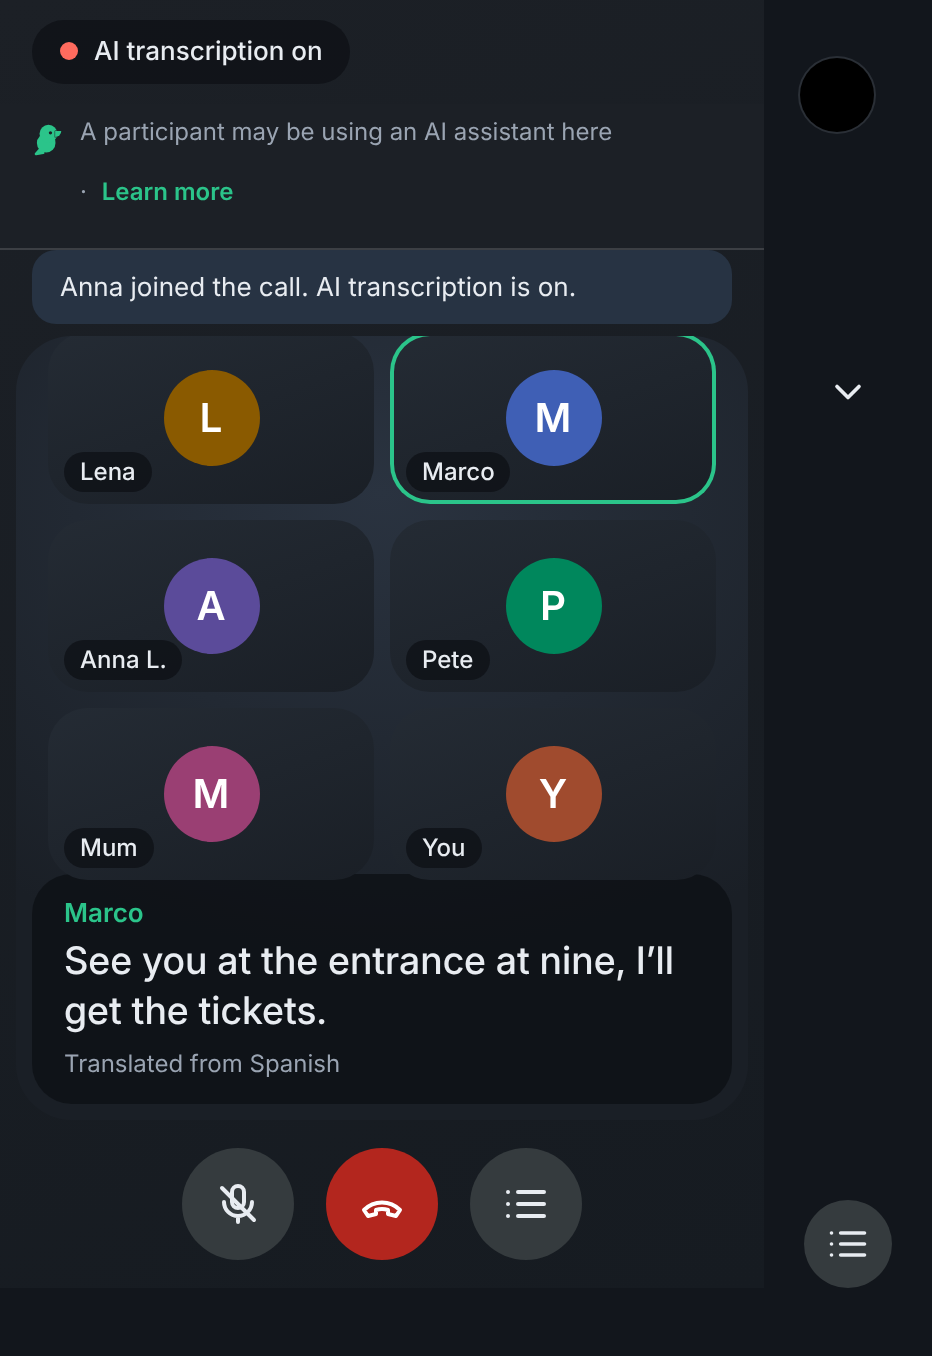 AI transcription on
A participant may be using an AI assistant here
· Learn more
Anna joined the call. AI transcription is on.
L
Lena
M
Marco
A
Anna L.
P
Pete
M
Mum
Y
You
Marco
See you at the entrance at nine, I’ll
get the tickets.
Translated from Spanish